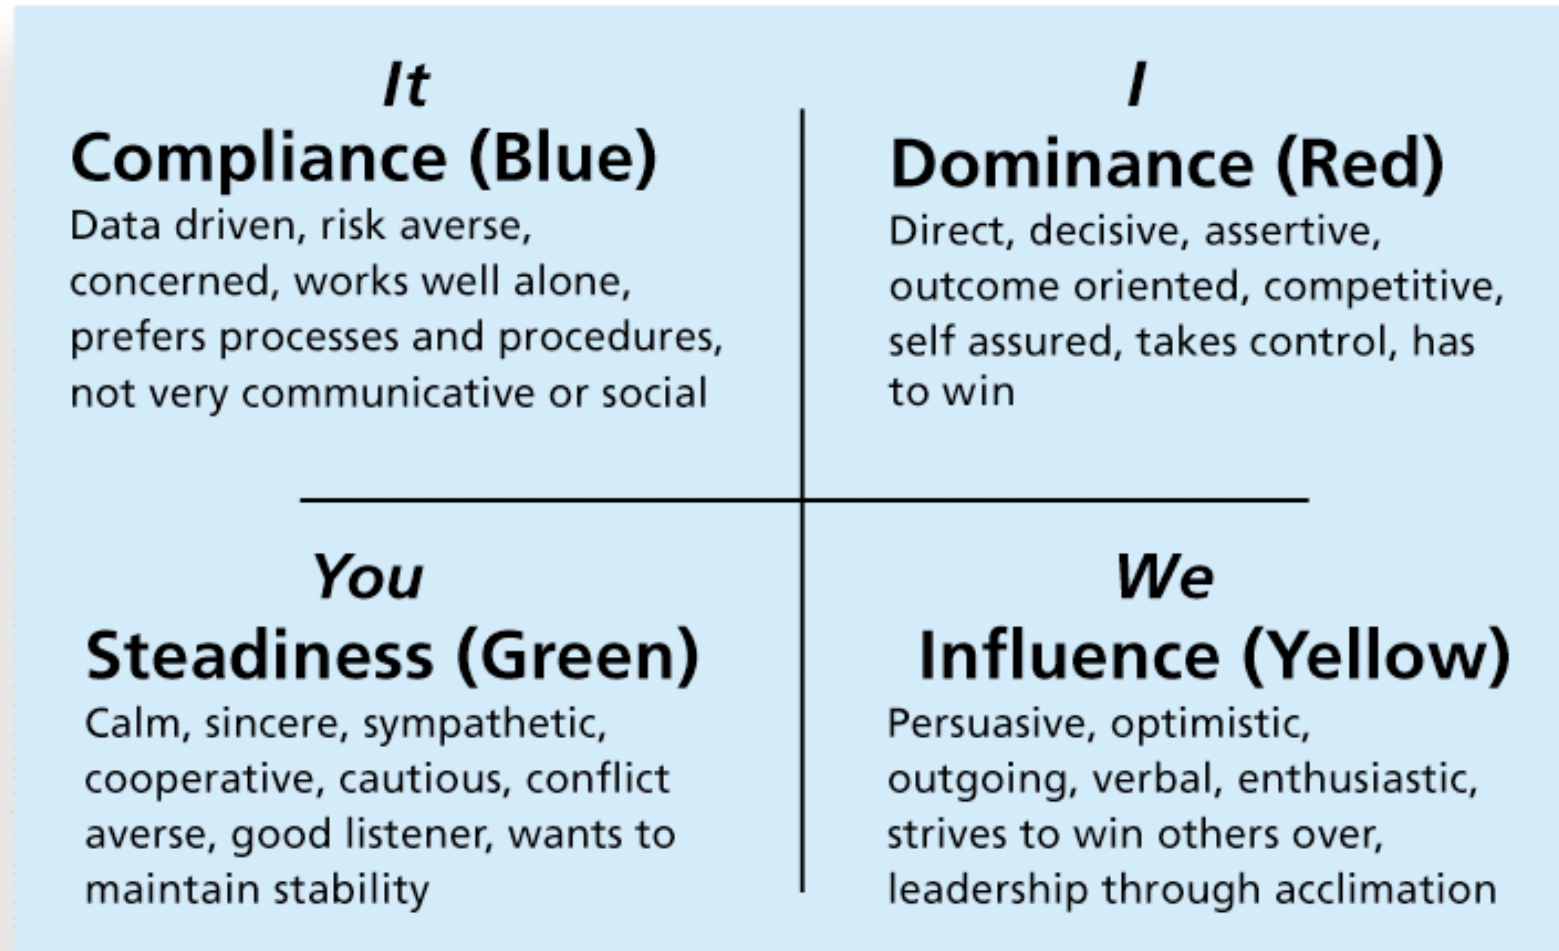 It
Compliance (Blue)
Data driven, risk averse,
concerned, works well alone,
prefers processes and procedures,
not very communicative or social
I
Dominance (Red)
Direct, decisive, assertive,
outcome oriented, competitive,
self assured, takes control, has
to win
You
Steadiness (Green)
Calm, sincere, sympathetic,
cooperative, cautious, conflict
averse, good listener, wants to
maintain stability
We
Influence (Yellow)
Persuasive, optimistic,
outgoing, verbal, enthusiastic,
strives to win others over,
leadership through acclimation